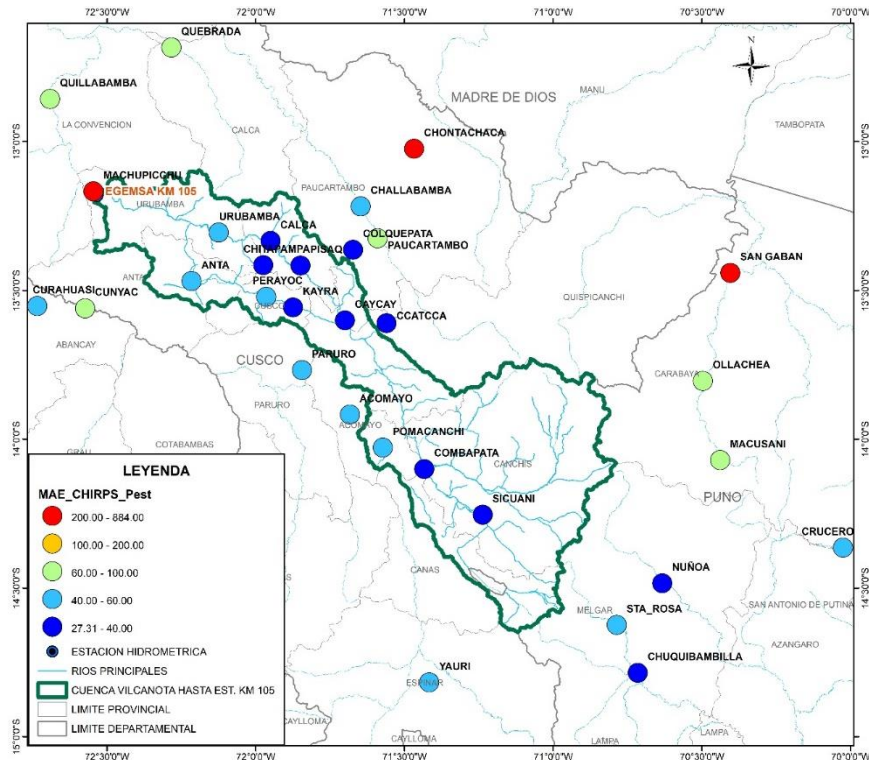 QUEBRADA
N
QUILLABAMBA
MADRE DE DIOS
MANU
TAMBOPATA
LA CONVENCION
CALCA
CHONTACHACA
MACHUPICCHU
EGEMSA KM 105
URUBAMBA
PAUCARTAMBO
CHALLABAMBA
URUBAMBA
CALCA
COLQUEPATA
PAUCARTAMBO
SAN GABAN
ANTA
ANTA
PERAYOC
KAYRA
QUISPICANCHI
CURAHUASI
CUNYAC
CAYCAY
CCATCCA
ABANCAY
CUSCO
PARURO
OLLACHEA
CARABAYA
PARURO
ACOMAYO
ACOMAYO
COTABAMBAS
POMACANCHI
GRAU
COMBAPATA
CANCHIS
MACUSANI
PUNO
SICUANI
CRUCERO
CANAS
NUÑOA
SAN ANTONIO DE PUTINA
MELGAR
STA_ROSA
AZANGARO
CHUQUIBAMBILLA
YAURI
ESPINAR
CAYLLOMA
CAYLLOMA
LAMPA
LAMPA
LEYENDA
MAE_CHIRPS_Pest
200.00 - 884.00
100.00 - 200.00
60.00 - 100.00
40.00 - 60.00
27.31 - 40.00
ESTACION HIDROMETRICA
RIOS PRINCIPALES
CUENCA VILCANOTA HASTA EST. KM 105
LIMITE PROVINCIAL
LIMITE DEPARTAMENTAL
13°0'0"S
13°30'0"S
14°0'0"S
14°30'0"S
15°0'0"S
13°0'0"S
13°30'0"S
14°0'0"S
14°30'0"S
15°0'0"S
72°30'0"W
72°0'0"W
71°30'0"W
71°0'0"W
70°30'0"W
70°0'0"W
72°30'0"W
72°0'0"W
71°30'0"W
71°0'0"W
70°30'0"W
70°0'0"W